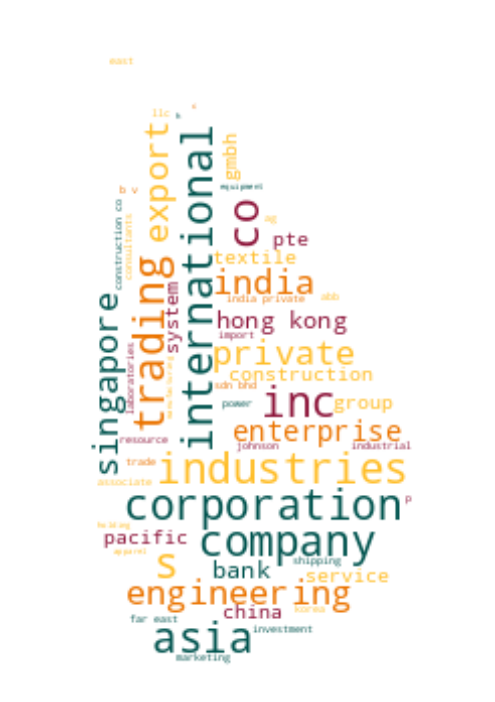 east
llc
b
c
export
international
gmbh
b v
equipment
construction co
consultants
co
ag
pte
textile
trading
system
india
india private
abb
singapore
hong kong
import
laboratories
manufacturing
private
construction
sdn bhd
inc
power
group
enterprise
resource
johnson
industrial
trade
industries
associate
corporation
p
holding
pacific
company
apparel
s
bank
shipping
service
engineering
china
korea
far east
asia
investment
marketing